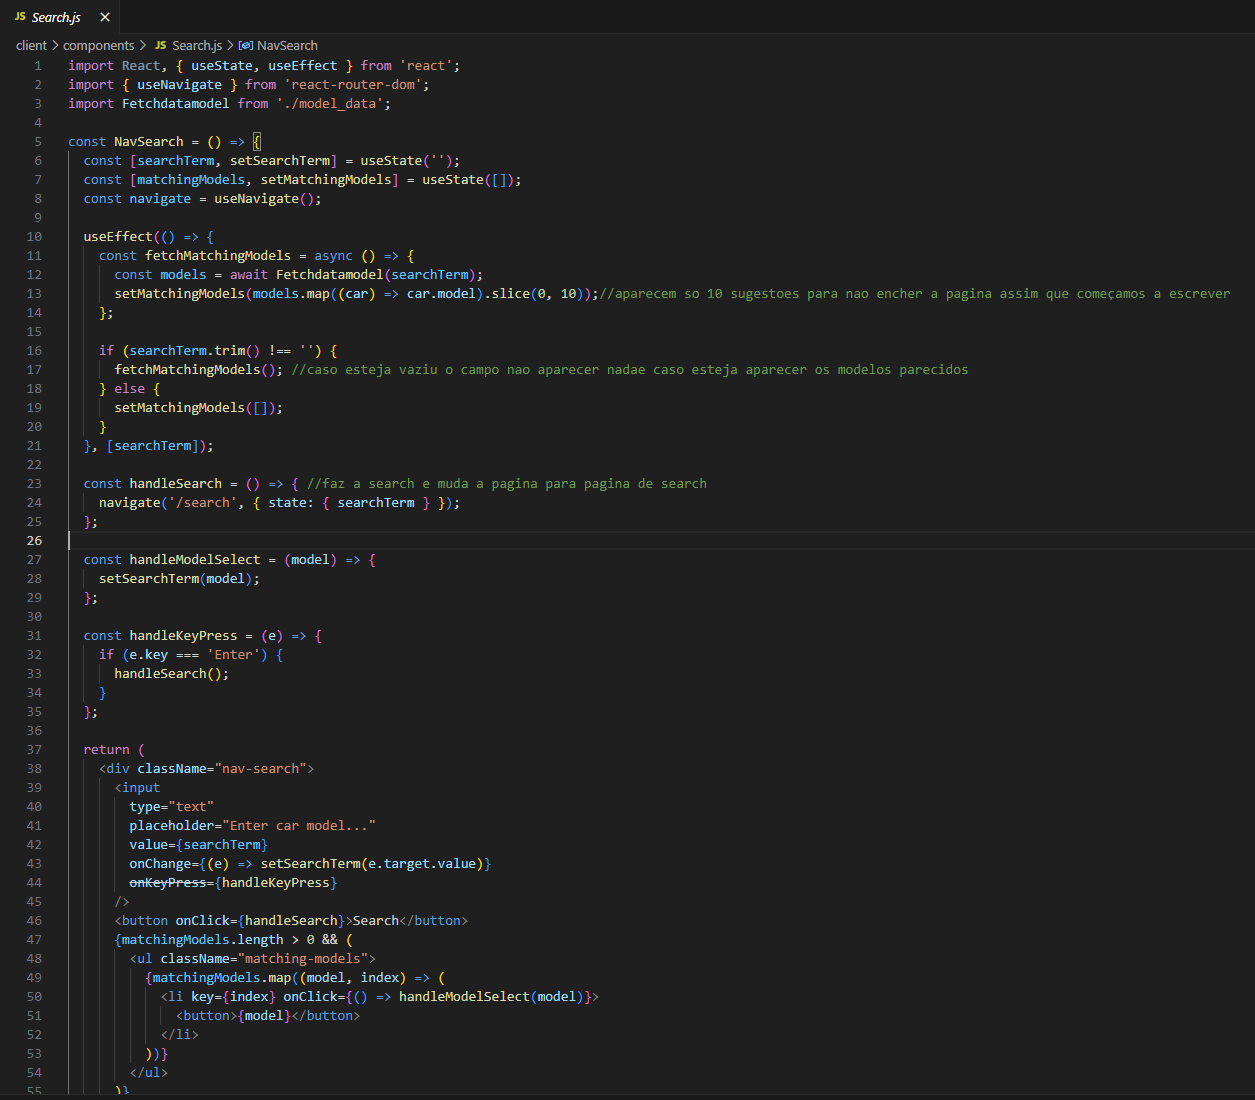 JS Search.js ×
client > components > JS Search.js > NavSearch
1 import React, { useState, useEffect } from 'react';
2 import { useNavigate } from 'react-router-dom';
3 import Fetchdatamodel from './model_data';
4
5 const NavSearch = () => {
6   const [searchTerm, setSearchTerm] = useState('');
7   const [matchingModels, setMatchingModels] = useState([]);
8   const navigate = useNavigate();
9
10   useEffect(() => {
11     const fetchMatchingModels = async () => {
12       const models = await Fetchdatamodel(searchTerm);
13       setMatchingModels(models.map((car) => car.model).slice(0, 10));//aparecem so 10 sugestoes para nao encher a pagina assim que começamos a escrever
14     };
15
16     if (searchTerm.trim() !== '') {
17       fetchMatchingModels(); //caso esteja vaziu o campo nao aparecer nadae caso esteja aparecer os modelos parecidos
18     } else {
19       setMatchingModels([]);
20     }
21   }, [searchTerm]);
22
23   const handleSearch = () => { //faz a search e muda a pagina para pagina de search
24     navigate('/search', { state: { searchTerm } });
25   };
26
27   const handleModelSelect = (model) => {
28     setSearchTerm(model);
29   };
30
31   const handleKeyPress = (e) => {
32     if (e.key === 'Enter') {
33       handleSearch();
34     }
35   };
36
37   return (
38     <div className="nav-search">
39       <input
40         type="text"
41         placeholder="Enter car model..."
42         value={searchTerm}
43         onChange={(e) => setSearchTerm(e.target.value)}
44         onKeyPress={handleKeyPress}
45       />
46       <button onClick={handleSearch}>Search</button>
47       {matchingModels.length > 0 && (
48         <ul className="matching-models">
49           {matchingModels.map((model, index) => (
50             <li key={index} onClick={() => handleModelSelect(model)}>
51               <button>{model}</button>
52             </li>
53           ))}
54         </ul>
55       )}